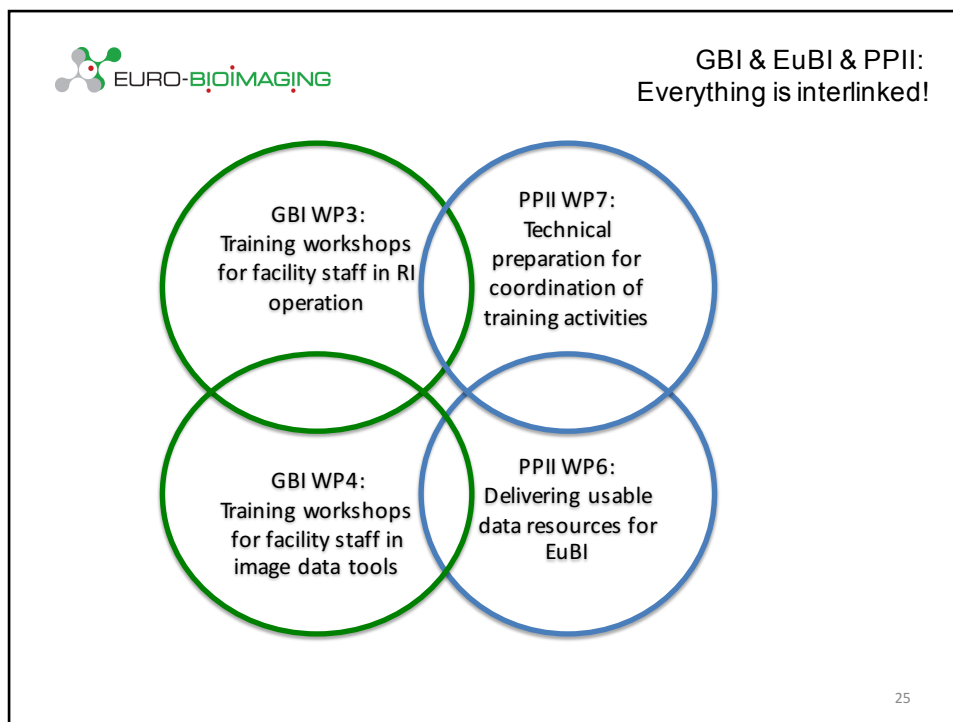 EURO-BIOIMAGING
GBI & EuBI & PPII:
Everything is interlinked!
GBI WP3:
Training workshops
for facility staff in RI
operation
PPII WP7:
Technical
preparation for
coordination of
training activities
GBI WP4:
Training workshops
for facility staff in
image data tools
PPII WP6:
Delivering usable
data resources for
EuBI
25